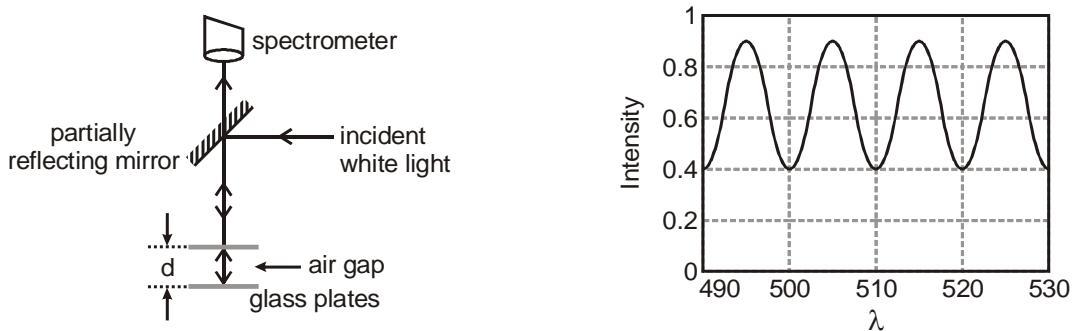 spectrometer
partially
reflecting mirror
incident
white light
d
air gap
glass plates
Intensity
1
0.8
0.6
0.4
0.2
0
490 500 510 520 530
λ